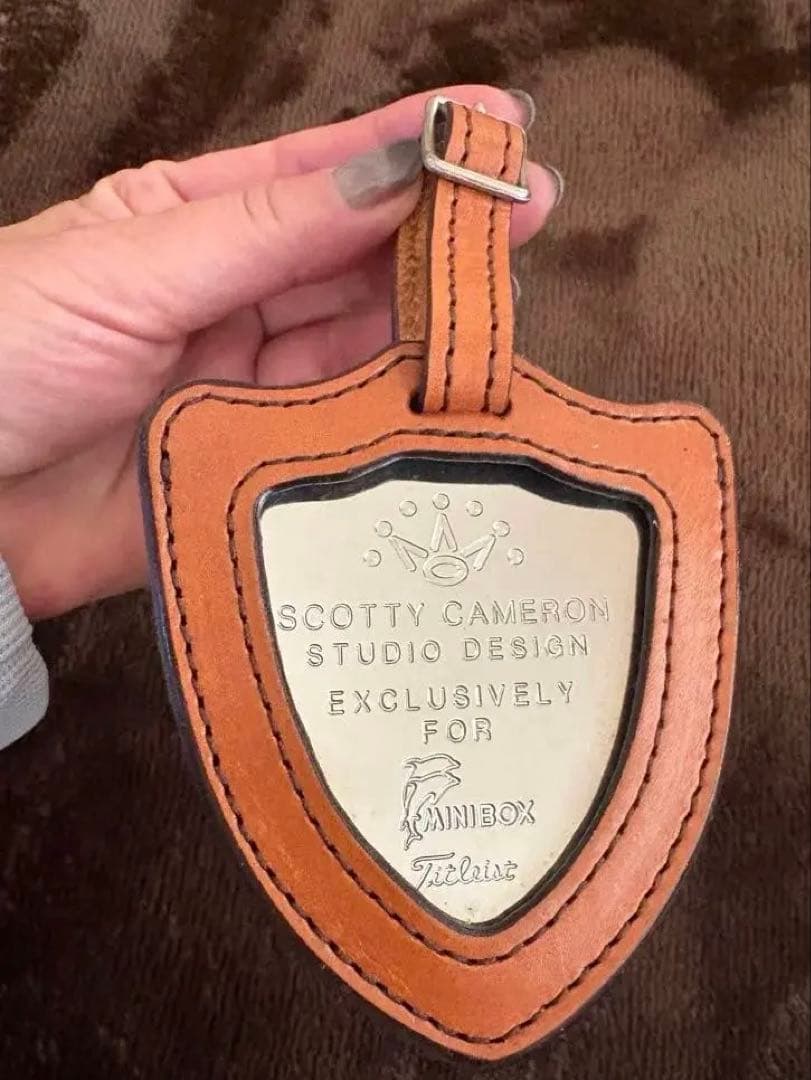 SCOTTY CAMERON
STUDIO DESIGN
EXCLUSIVELY
FOR
MINIBOX
Titleist